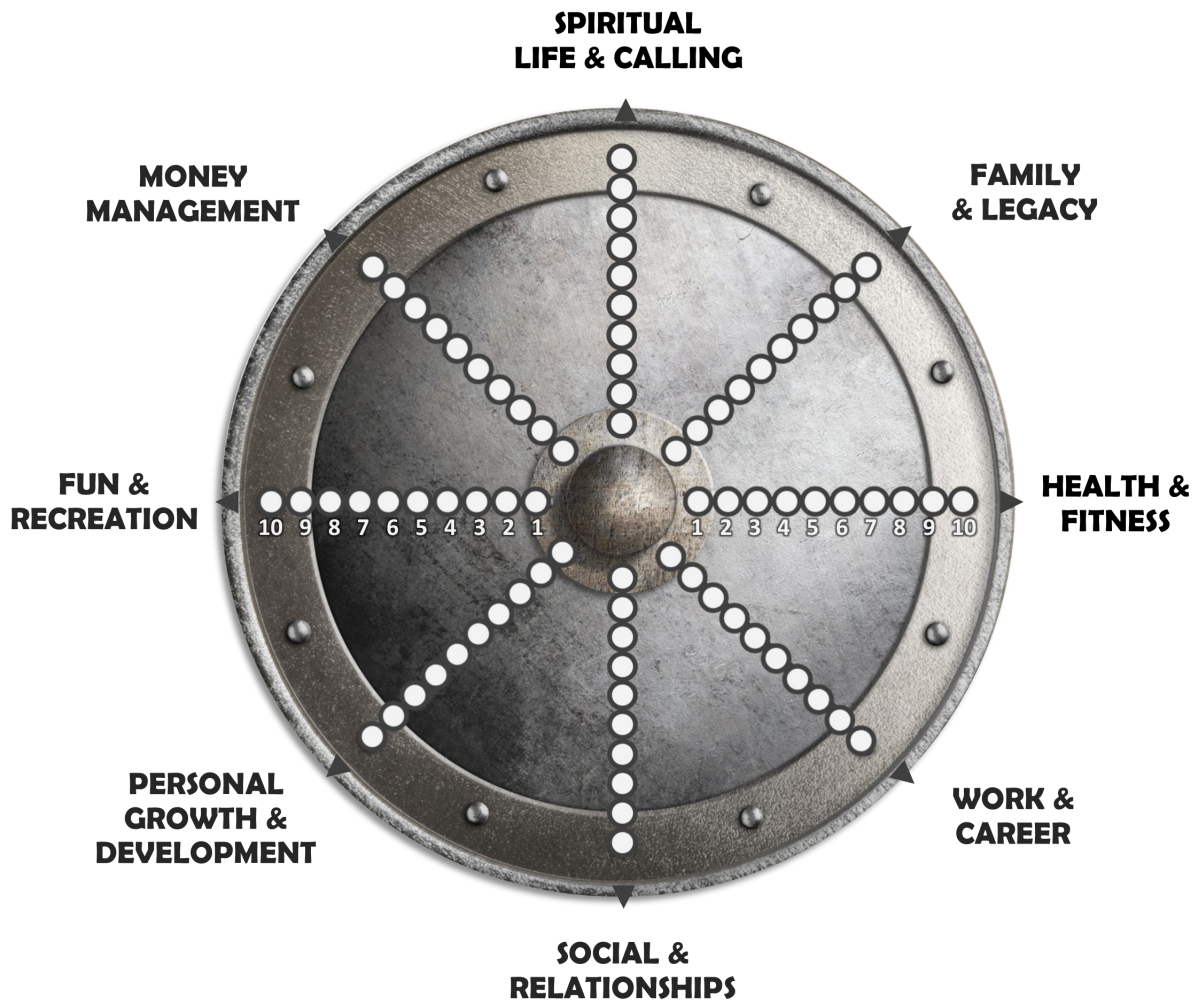 SPIRITUAL
LIFE & CALLING
MONEY
MANAGEMENT
FAMILY
& LEGACY
FUN &
RECREATION
10 9 8 7 6 5 4 3 2 1
1 2 3 4 5 6 7 8 9 10
HEALTH &
FITNESS
PERSONAL
GROWTH &
DEVELOPMENT
WORK &
CAREER
SOCIAL &
RELATIONSHIPS